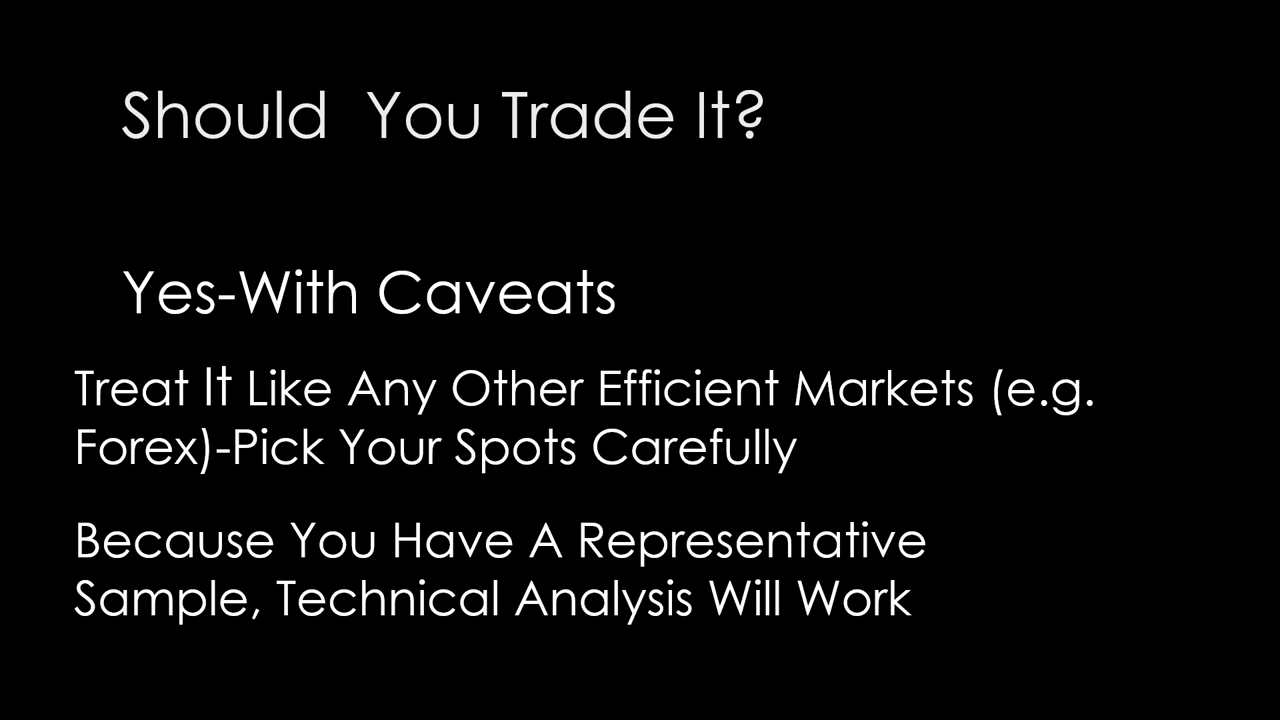 Should  You Trade It?
Yes-With Caveats
Treat It Like Any Other Efficient Markets (e.g.
Forex)-Pick Your Spots Carefully
Because You Have A Representative
Sample, Technical Analysis Will Work